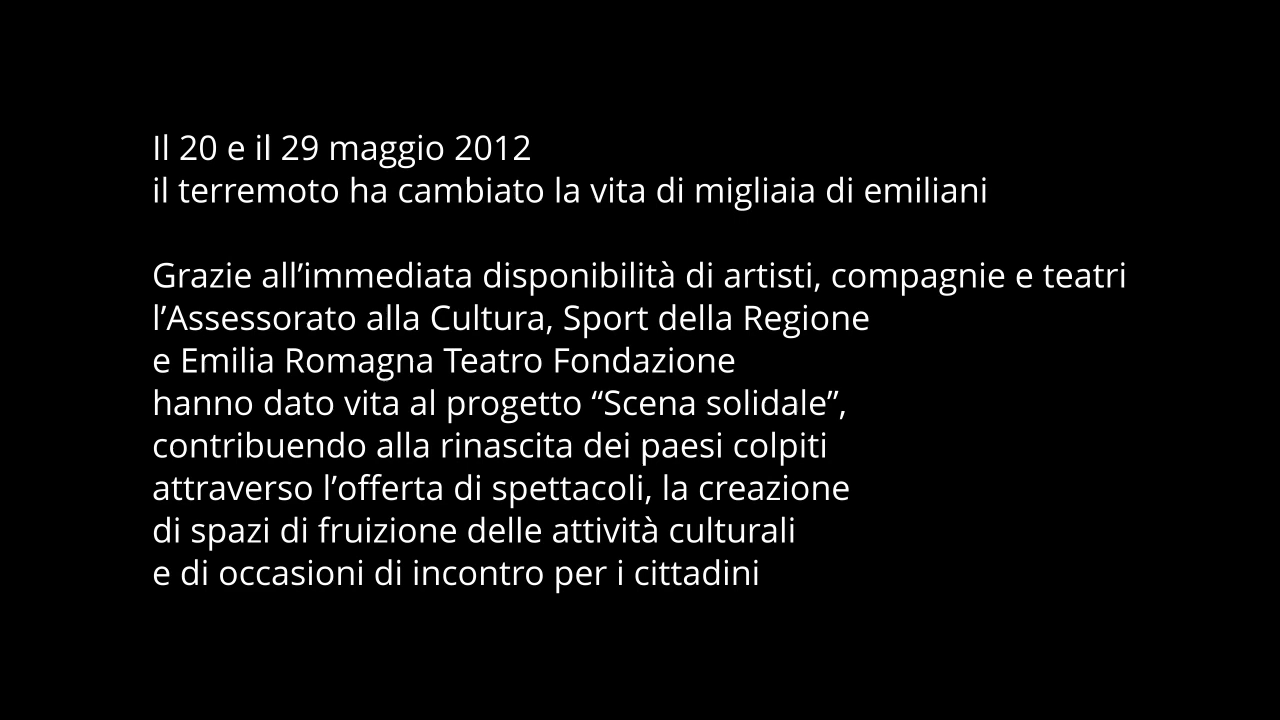 Il 20 e il 29 maggio 2012
il terremoto ha cambiato la vita di migliaia di emiliani
Grazie all’immediata disponibilità di artisti, compagnie e teatri
l’Assessorato alla Cultura, Sport della Regione
e Emilia Romagna Teatro Fondazione
hanno dato vita al progetto “Scena solidale”,
contribuendo alla rinascita dei paesi colpiti
attraverso l’offerta di spettacoli, la creazione
di spazi di fruizione delle attività culturali
e di occasioni di incontro per i cittadini